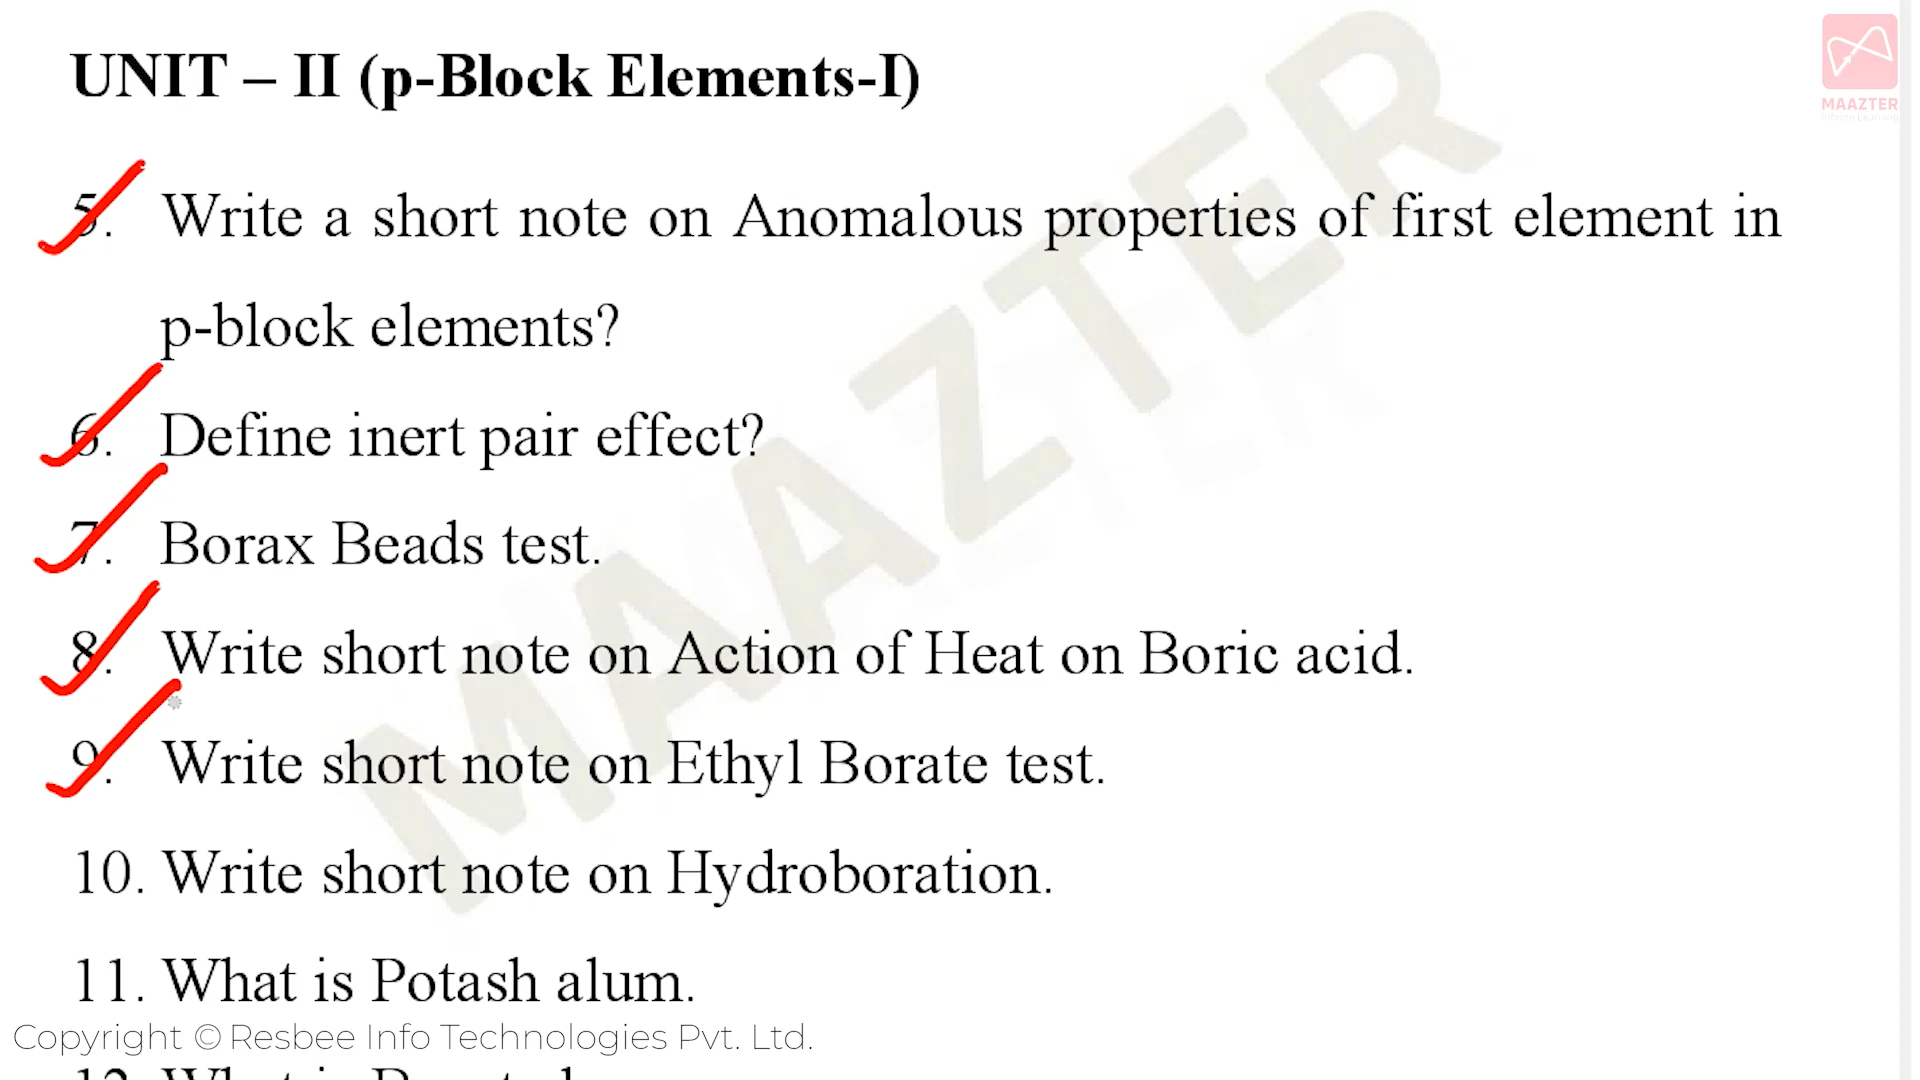 UNIT – II (p-Block Elements-I)
MAAZTER
Infinite Learning
5. Write a short note on Anomalous properties of first element in
p-block elements?
6. Define inert pair effect?
7. Borax Beads test.
8. Write short note on Action of Heat on Boric acid.
9. Write short note on Ethyl Borate test.
10. Write short note on Hydroboration.
11. What is Potash alum.
Copyright © Resbee Info Technologies Pvt. Ltd.
MAAZTER